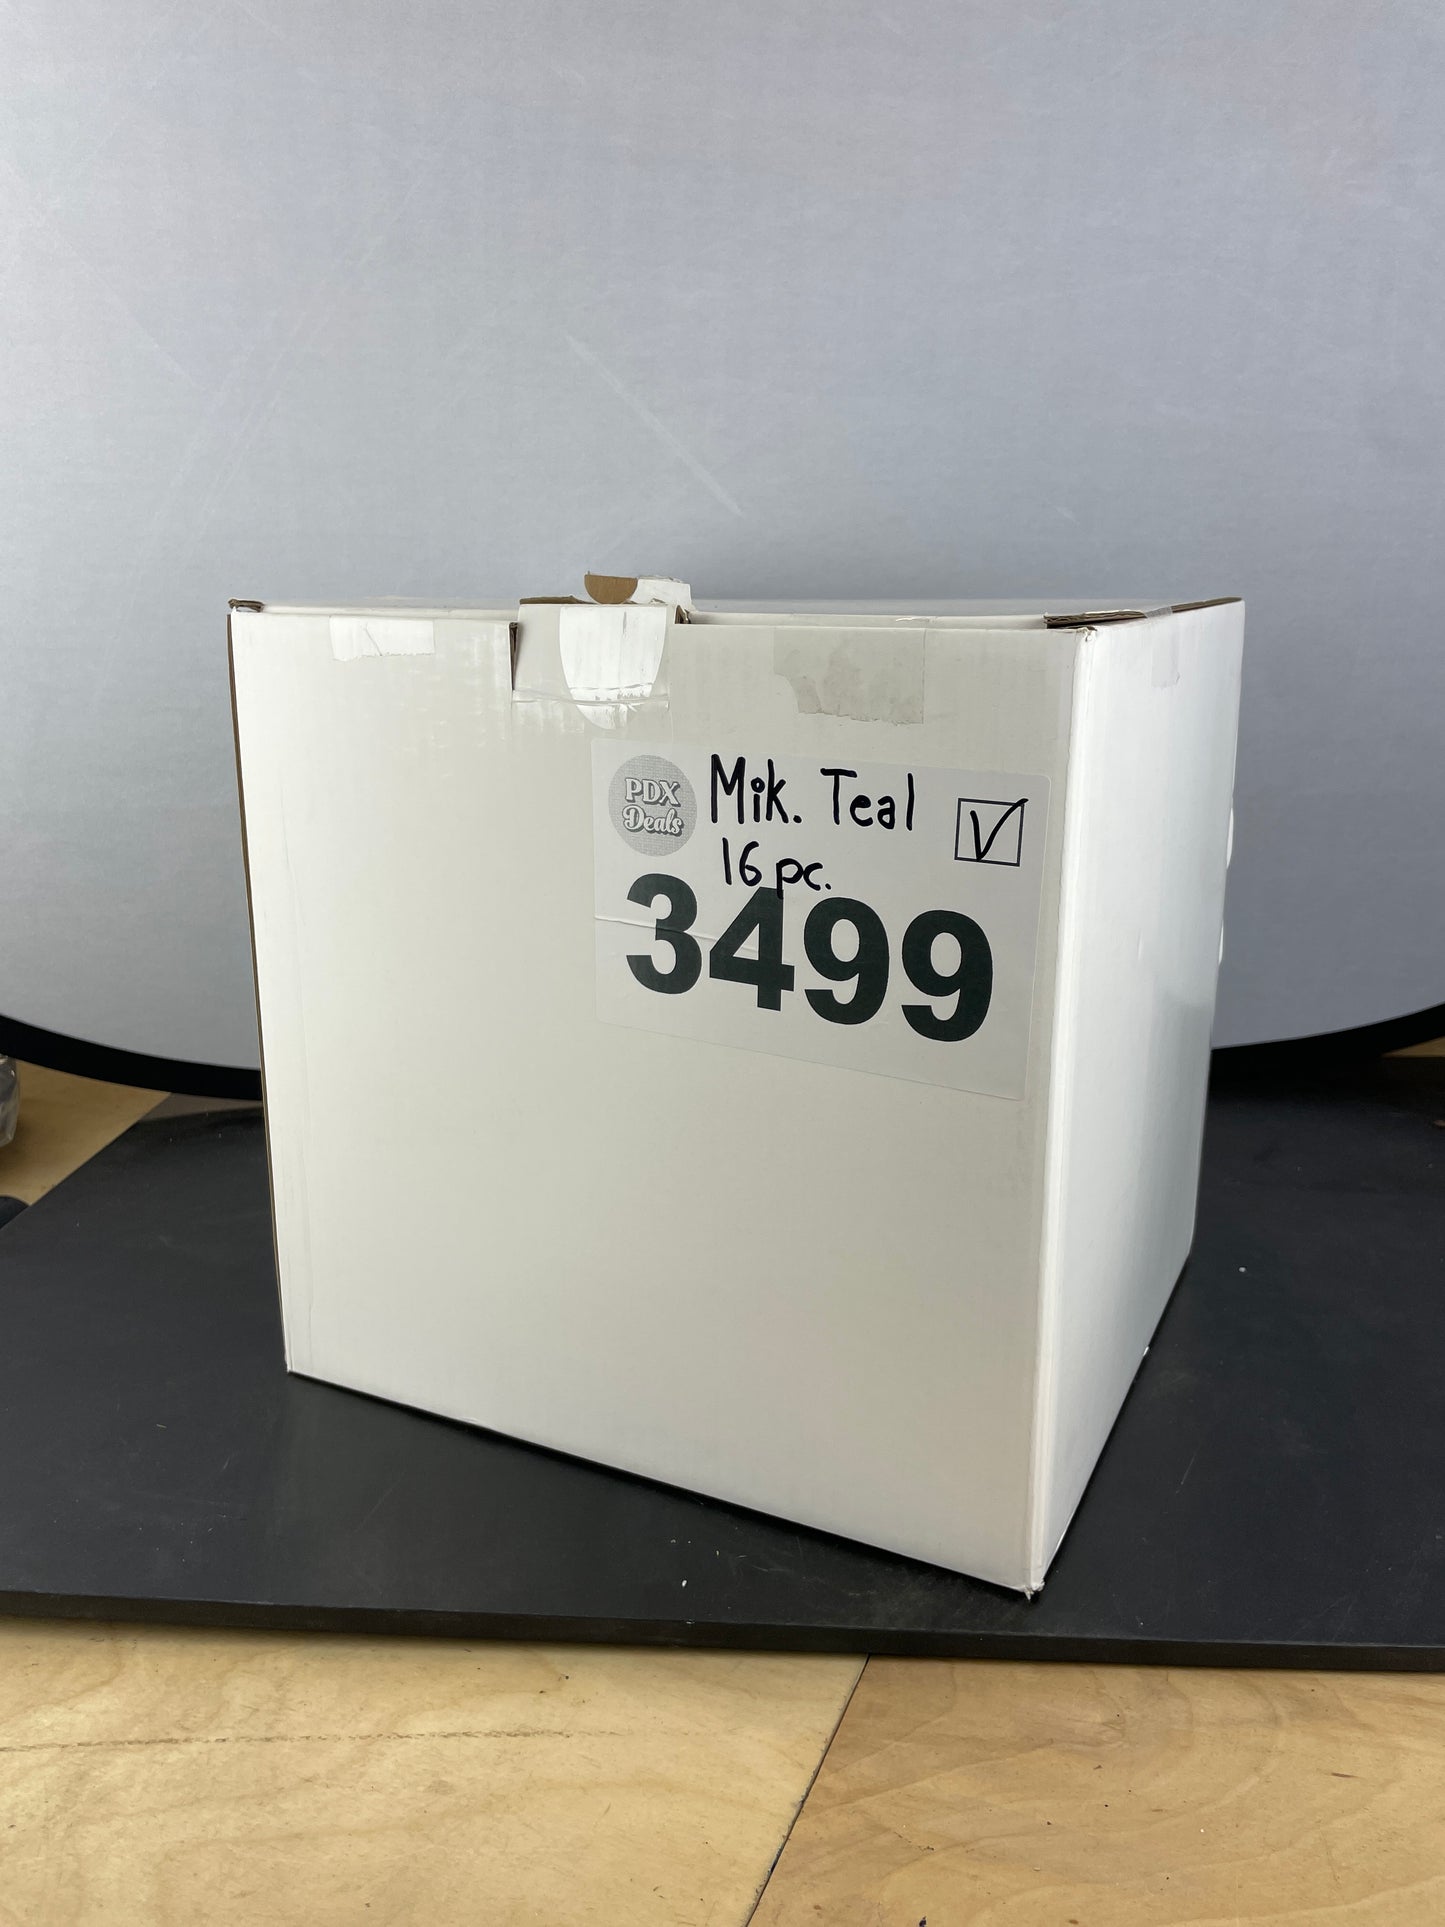 PDX
Deals
Mik. Teal
16 pc.
3499